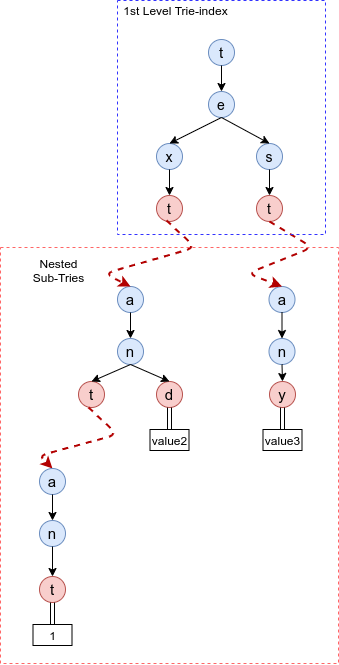 1st Level Trie-index
t
e
x s
t t
Nested
Sub-Tries
a a
n n
t d y
value2 value3
a
n
t
1